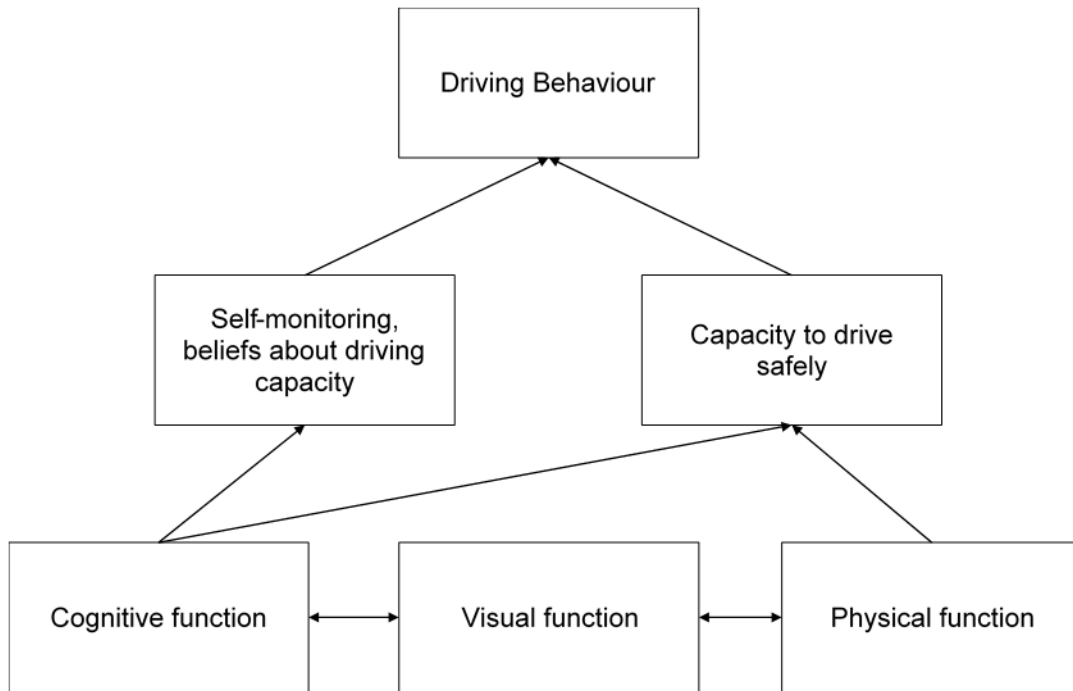 Driving Behaviour
Self-monitoring,
beliefs about driving
capacity
Capacity to drive
safely
Cognitive function
Visual function
Physical function